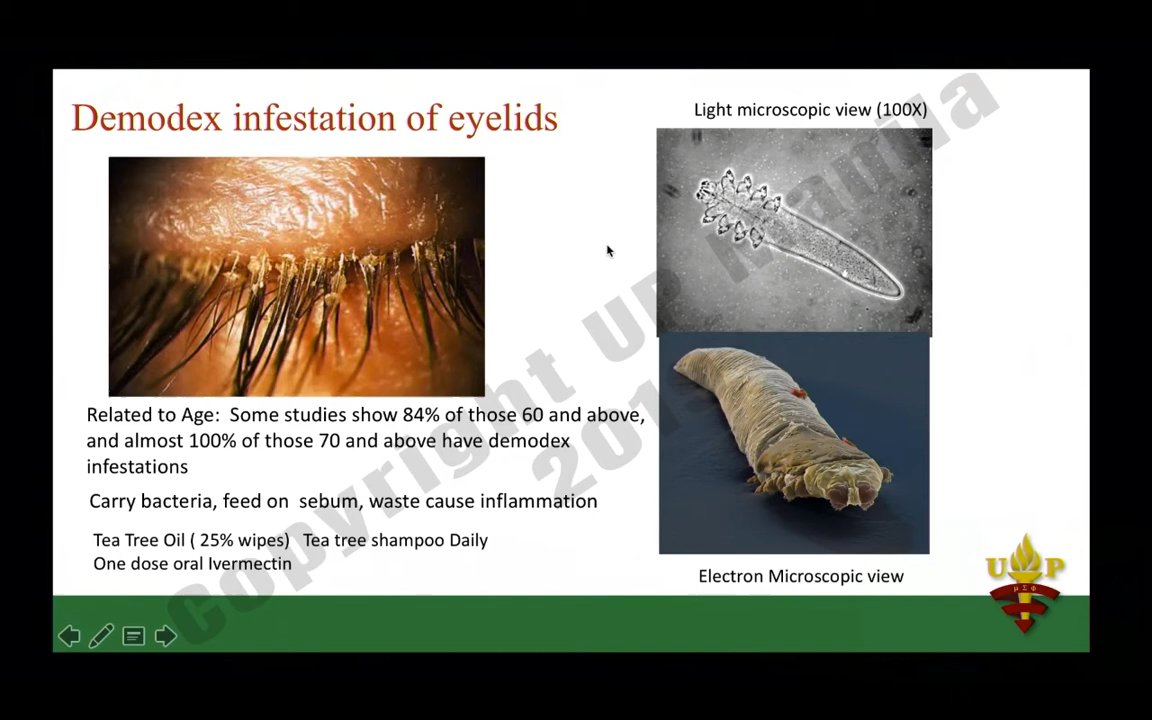 Demodex infestation of eyelids
Light microscopic view (100X)
Related to Age:  Some studies show 84% of those 60 and above,
and almost 100% of those 70 and above have demodex
infestations
Carry bacteria, feed on  sebum, waste cause inflammation
Tea Tree Oil ( 25% wipes)   Tea tree shampoo Daily
One dose oral Ivermectin
Electron Microscopic view
Copyright UP Manila
2019
U P
μ Σ Φ